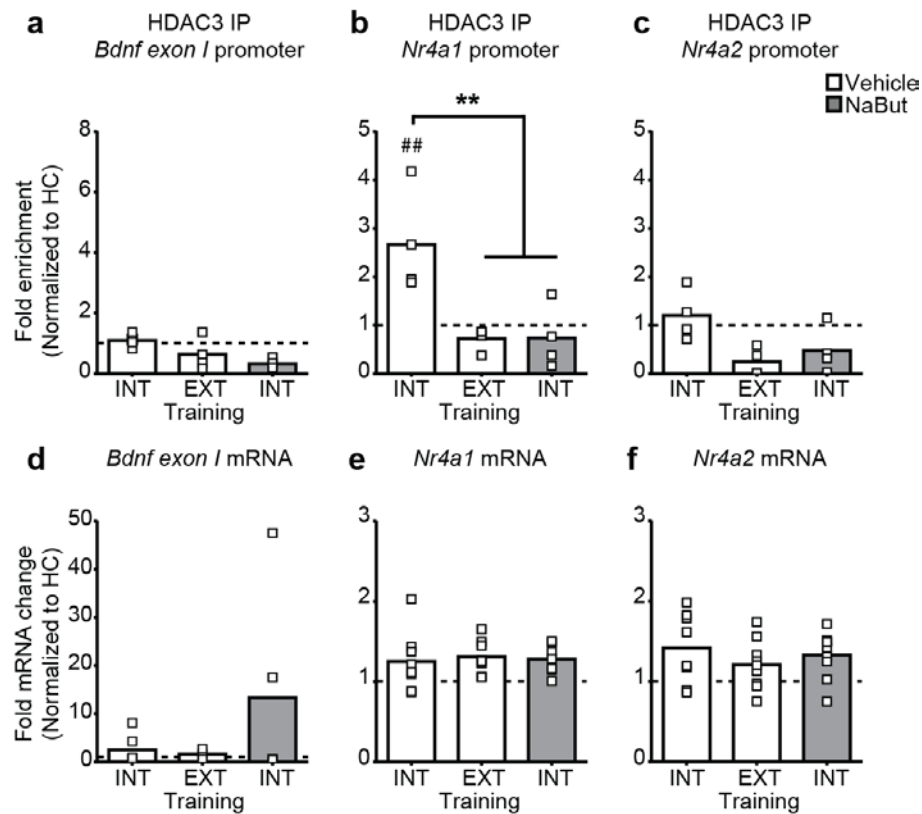 a
HDAC3 IP
Bdnf exon I promoter
b
HDAC3 IP
Nr4a1 promoter
c
HDAC3 IP
Nr4a2 promoter
Vehicle
NaBut
Fold enrichment
(Normalized to HC)
8
6
4
2
0
INT
EXT
INT
Training
**
##
5
4
3
2
1
0
INT
EXT
INT
Training
5
4
3
2
1
0
INT
EXT
INT
Training
d
Bdnf exon I mRNA
e
Nr4a1 mRNA
f
Nr4a2 mRNA
Fold mRNA change
(Normalized to HC)
50
40
30
20
10
0
INT
EXT
INT
Training
3
2
1
0
INT
EXT
INT
Training
3
2
1
0
INT
EXT
INT
Training